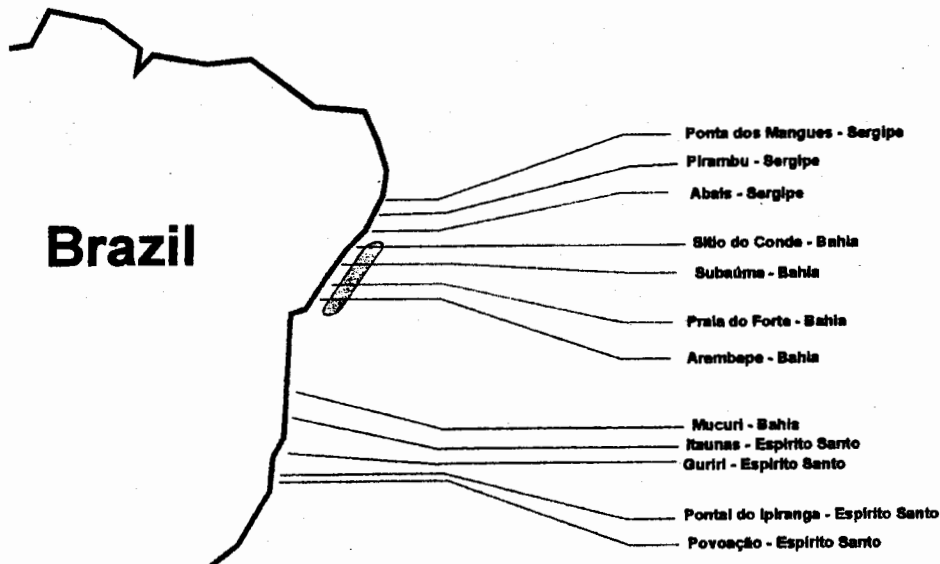 Ponta dos Mangues - Sergipe
Pirambu - Sergipe
Abais - Sergipe
Brazil
Sitio do Conde - Bahia
Subaúma - Bahia
Praia do Forte - Bahia
Arembepe - Bahia
Mucuri - Bahia
Itaunas - Espirito Santo
Guriri - Espirito Santo
Pontal do Ipiranga - Espirito Santo
Povoação - Espirito Santo